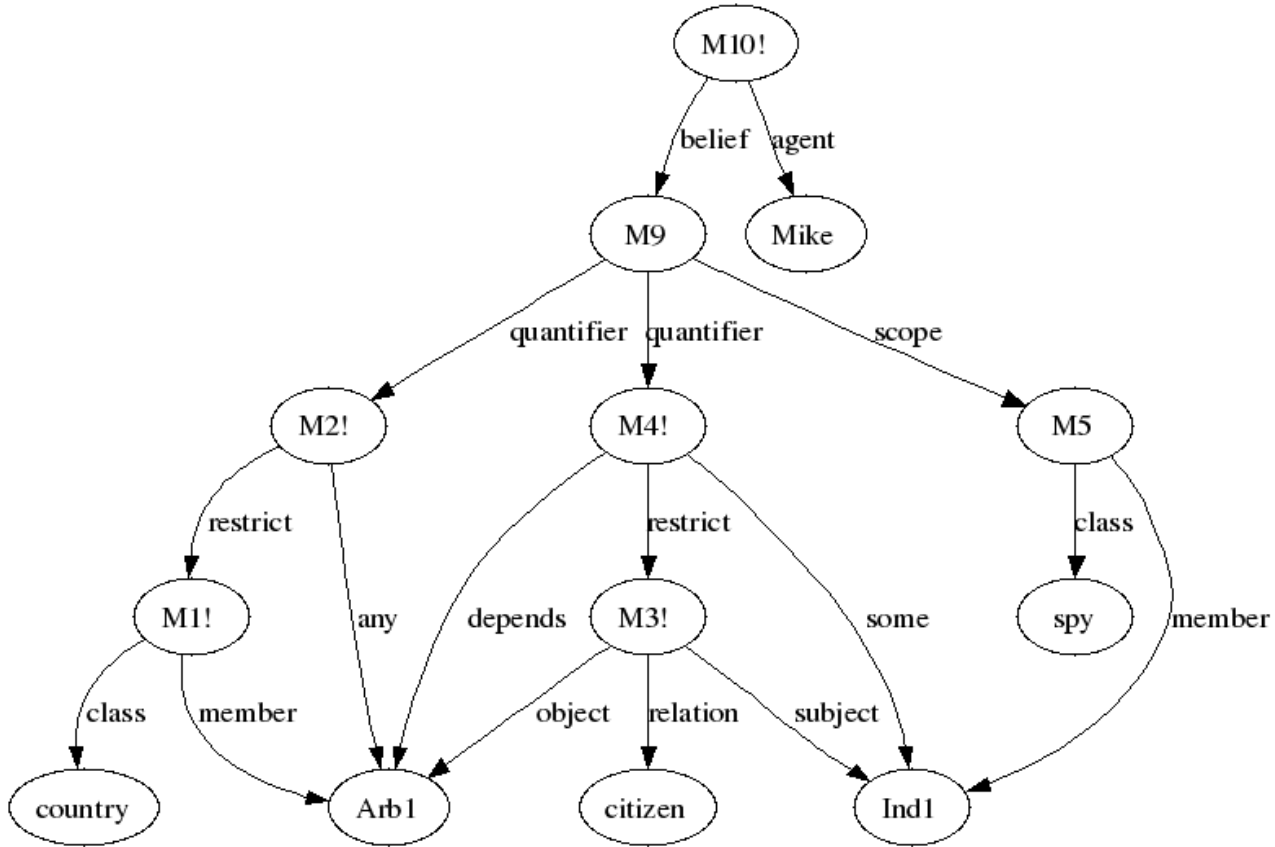 M10!
belief agent
M9 Mike
quantifier quantifier scope
M2! M4! M5
restrict restrict class
M1! any depends M3! some spy member
class member object relation subject
country Arb1 citizen Ind1